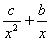 c/x² + b/x